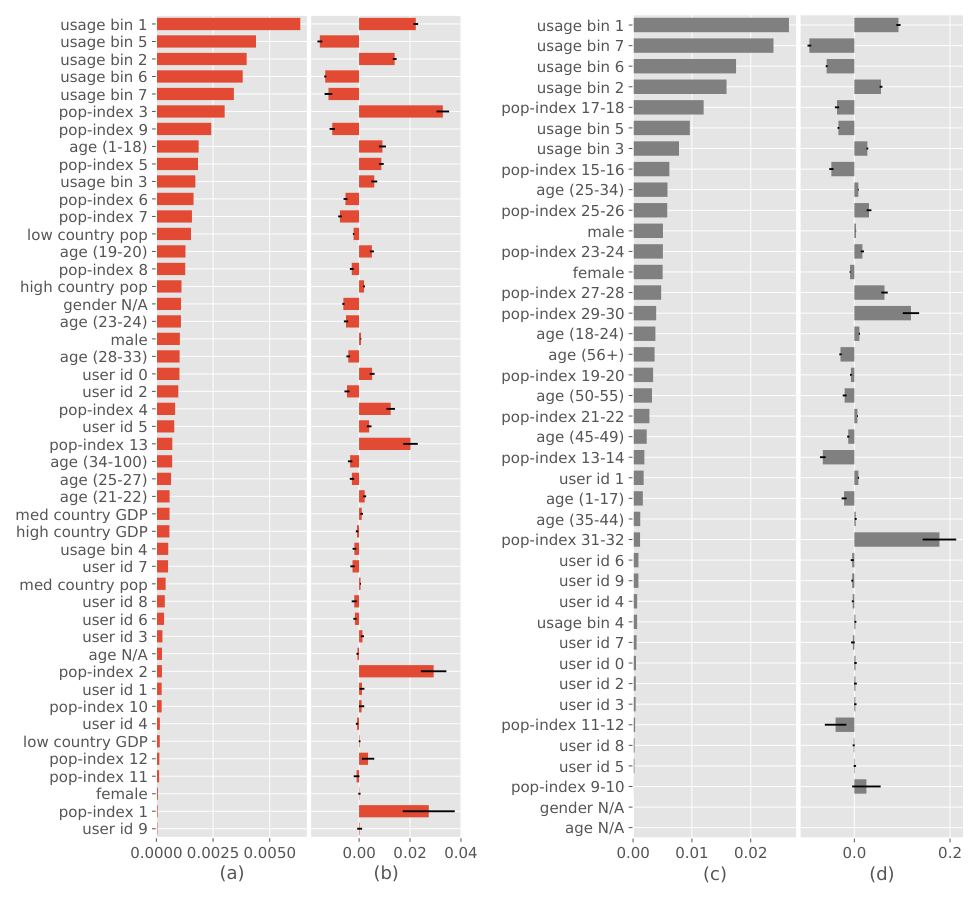 usage bin 1
usage bin 5
usage bin 2
usage bin 6
usage bin 7
pop-index 3
pop-index 9
age (1-18)
pop-index 5
usage bin 3
pop-index 6
pop-index 7
low country pop
age (19-20)
pop-index 8
high country pop
gender N/A
age (23-24)
male
age (28-33)
user id 0
user id 2
pop-index 4
user id 5
pop-index 13
age (34-100)
age (25-27)
age (21-22)
med country GDP
high country GDP
usage bin 4
user id 7
med country pop
user id 8
user id 6
user id 3
age N/A
pop-index 2
user id 1
pop-index 10
user id 4
low country GDP
pop-index 12
pop-index 11
female
pop-index 1
user id 9
0.0000 0.0025 0.0050
(a)
0.00 0.02 0.04
(b)
usage bin 1
usage bin 7
usage bin 6
usage bin 2
pop-index 17-18
usage bin 5
usage bin 3
pop-index 15-16
age (25-34)
pop-index 25-26
male
pop-index 23-24
female
pop-index 27-28
pop-index 29-30
age (18-24)
age (56+)
pop-index 19-20
age (50-55)
pop-index 21-22
age (45-49)
pop-index 13-14
user id 1
age (1-17)
age (35-44)
pop-index 31-32
user id 6
user id 9
user id 4
usage bin 4
user id 7
user id 0
user id 2
user id 3
pop-index 11-12
user id 8
user id 5
pop-index 9-10
gender N/A
age N/A
0.00 0.01 0.02
(c)
0.0 0.2
(d)